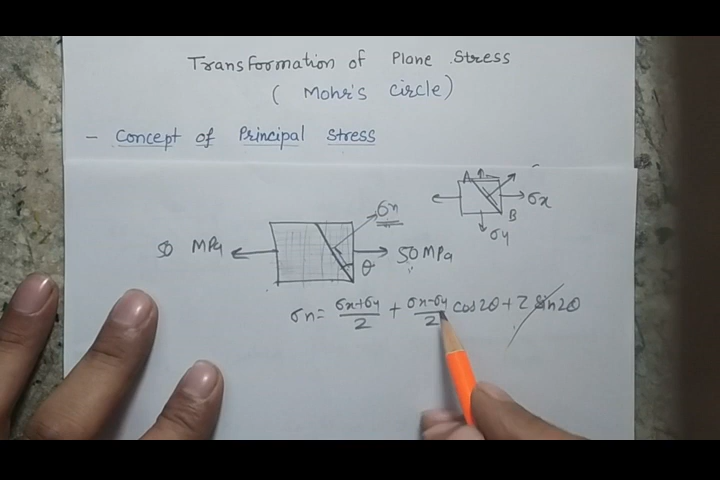 Transformation of Plane Stress
( Mohr's circle)
- Concept of Principal Stress
A
B
σx
σy
σn
50 MPa
50 MPa
θ
σn = σx+σy/2 + σx-σy/2 cos2θ + τ sin2θ